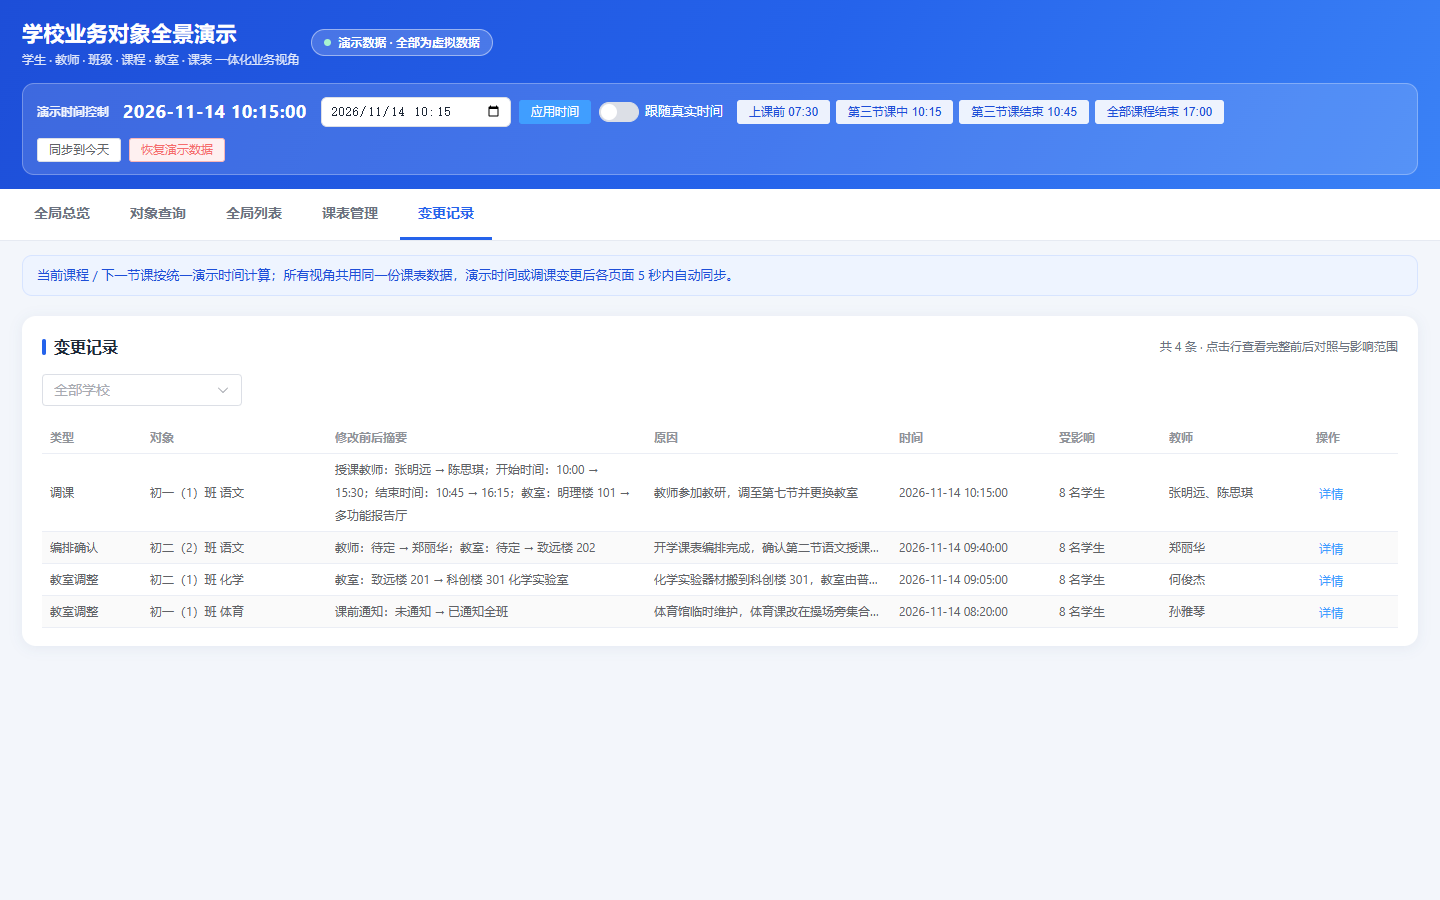 学校业务对象全景演示
学生 · 教师 · 班级 · 课程 · 教室 · 课表 一体化业务视角
演示数据 · 全部为虚拟数据
演示时间控制 2026-11-14 10:15:00 2026/11/14 10:15 应用时间 跟随真实时间 上课前 07:30 第三节课中 10:15 第三节课结束 10:45 全部课程结束 17:00
同步到今天 恢复演示数据
全局总览 对象查询 全局列表 课表管理 变更记录
当前课程 / 下一节课按统一演示时间计算；所有视角共用同一份课表数据，演示时间或调课变更后各页面 5 秒内自动同步。
变更记录 共 4 条 · 点击行查看完整前后对照与影响范围
全部学校
类型 对象 修改前后摘要 原因 时间 受影响 教师 操作
调课 初一（1）班 语文 授课教师：张明远 → 陈思琪；开始时间：10:00 →
15:30；结束时间：10:45 → 16:15；教室：明理楼 101 →
多功能报告厅 教师参加教研，调至第七节并更换教室 2026-11-14 10:15:00 8 名学生 张明远、陈思琪 详情
编排确认 初二（2）班 语文 教师：待定 → 郑丽华；教室：待定 → 致远楼 202 开学课表编排完成，确认第二节语文授课... 2026-11-14 09:40:00 8 名学生 郑丽华 详情
教室调整 初二（1）班 化学 教室：致远楼 201 → 科创楼 301 化学实验室 化学实验器材搬到科创楼 301，教室由普... 2026-11-14 09:05:00 8 名学生 何俊杰 详情
教室调整 初一（1）班 体育 课前通知：未通知 → 已通知全班 体育馆临时维护，体育课改在操场旁集合... 2026-11-14 08:20:00 8 名学生 孙雅琴 详情